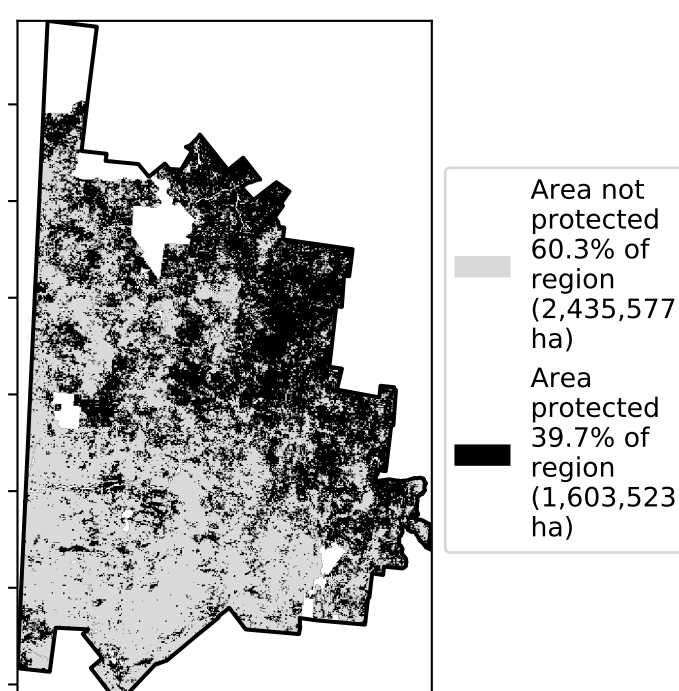 Area not
protected
60.3% of
region
(2,435,577
ha)
Area
protected
39.7% of
region
(1,603,523
ha)